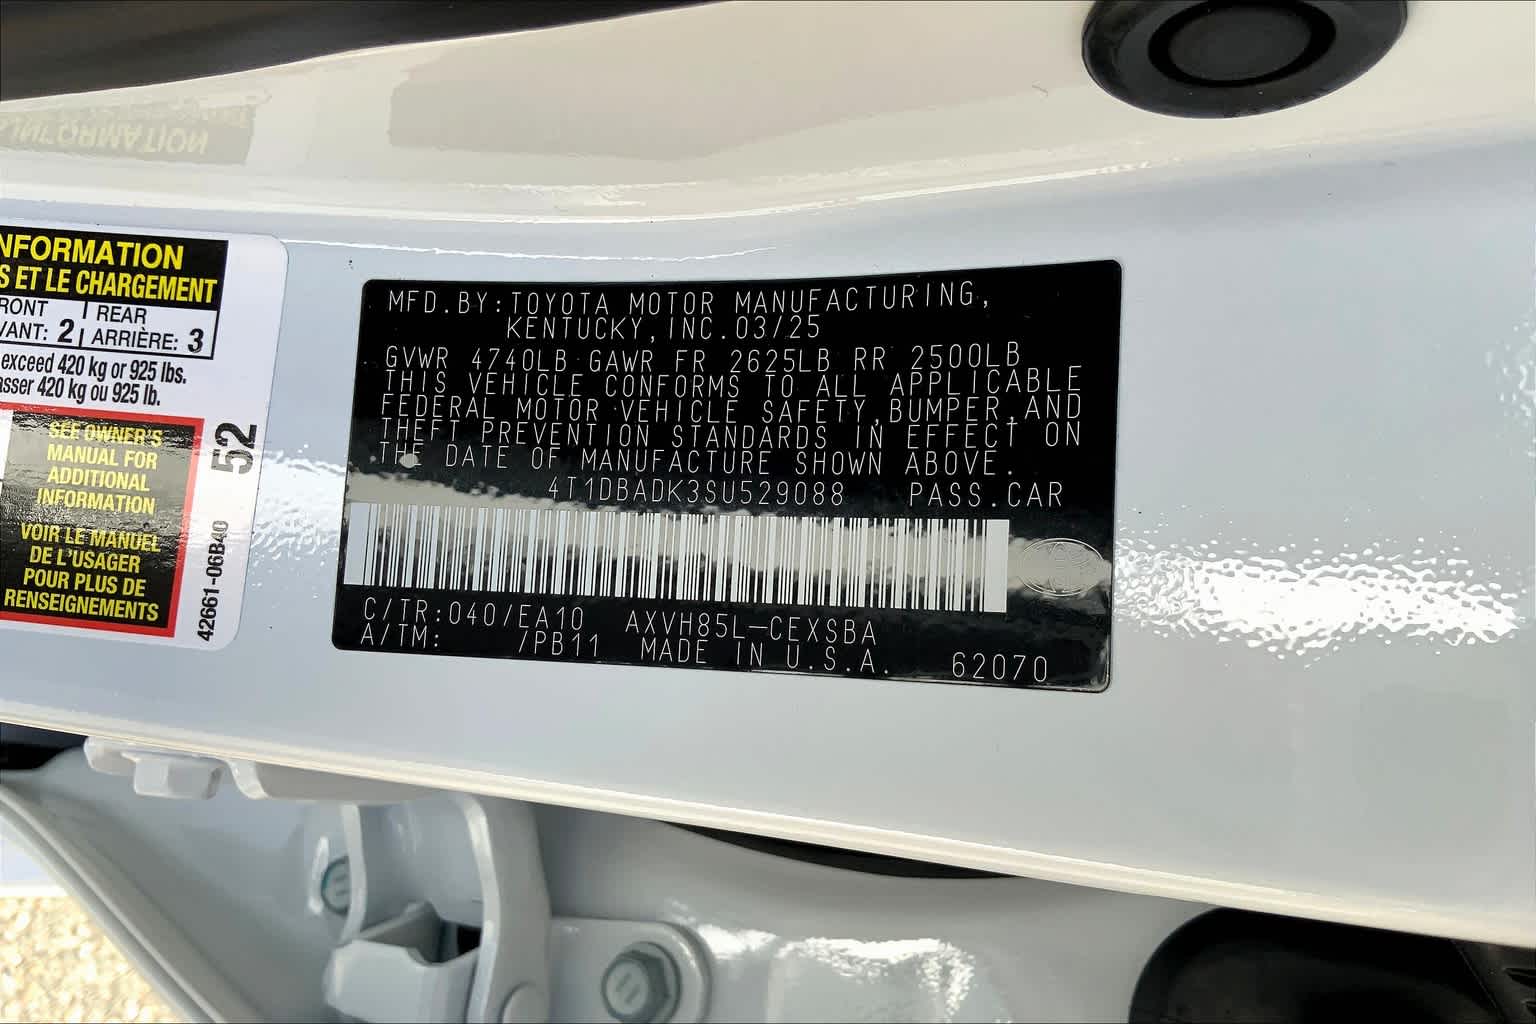 INFORMATION
NFORMATION
S ET LE CHARGEMENT
RONT | REAR
VANT: 2 | ARRIÈRE: 3
exceed 420 kg or 925 lbs.
asser 420 kg ou 925 lb.
SEE OWNER'S
MANUAL FOR
ADDITIONAL
INFORMATION
VOIR LE MANUEL
DE L'USAGER
POUR PLUS DE
RENSEIGNEMENTS
52
42661-06B40
MFD.BY:TOYOTA MOTOR MANUFACTURING,
KENTUCKY,INC.03/25
GVWR 4740LB GAWR FR 2625LB RR 2500LB
THIS VEHICLE CONFORMS TO ALL APPLICABLE
FEDERAL MOTOR VEHICLE SAFETY,BUMPER,AND
THEFT PREVENTION STANDARDS IN EFFECT ON
THE DATE OF MANUFACTURE SHOWN ABOVE.
4T1DBADK3SU529088 PASS.CAR
C/TR:040/EA10 AXVH85L-CEXSBA
A/TM: /PB11 MADE IN U.S.A. 62070